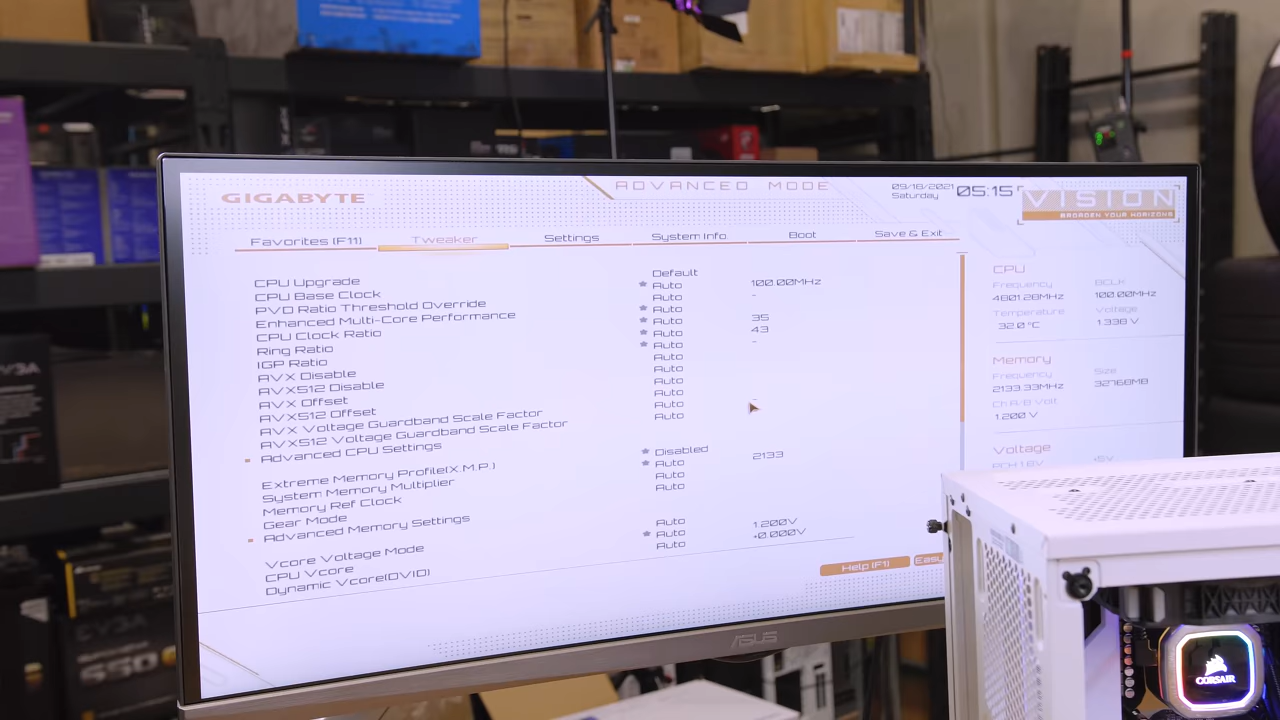 GIGABYTE
ADVANCED MODE
09/18/2021
Saturday
05:15
VISION
BROADEN YOUR HORIZONS
Favorites (F11)
Tweaker
Settings
System Info.
Boot
Save & Exit
CPU Upgrade Default
CPU Base Clock Auto 100.00MHz
PVD Ratio Threshold Override Auto
Enhanced Multi-Core Performance Auto
CPU Clock Ratio Auto 35
Ring Ratio Auto 43
IGP Ratio Auto
AVX Disable Auto
AVX512 Disable Auto
AVX Offset Auto
AVX512 Offset Auto
AVX Voltage Guardband Scale Factor Auto
AVX512 Voltage Guardband Scale Factor Auto
Advanced CPU Settings
Extreme Memory Profile(X.M.P.) Disabled
System Memory Multiplier Auto 2133
Memory Ref Clock Auto
Gear Mode Auto
Advanced Memory Settings
Vcore Voltage Mode Auto
CPU Vcore Auto 1.200V
Dynamic Vcore(DVID) Auto +0.000V
CPU
Frequency BCLK
4801.28MHz 100.00MHz
Temperature Voltage
32.0 °C 1.338 V
Memory
Frequency Size
2133.33MHz 32768MB
Ch A/B Volt
1.200 V
Voltage
PCH 1.8V +5V
Help (F1)
Easy
ASUS
CORSAIR